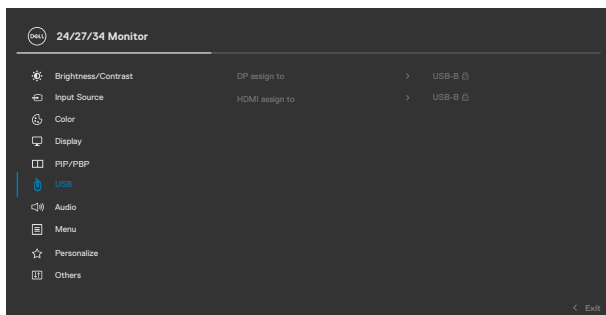 DELL
24/27/34 Monitor
Brightness/Contrast
DP assign to > USB-B
Input Source
HDMI assign to > USB-B
Color
Display
PIP/PBP
USB
Audio
Menu
Personalize
Others
< Exit